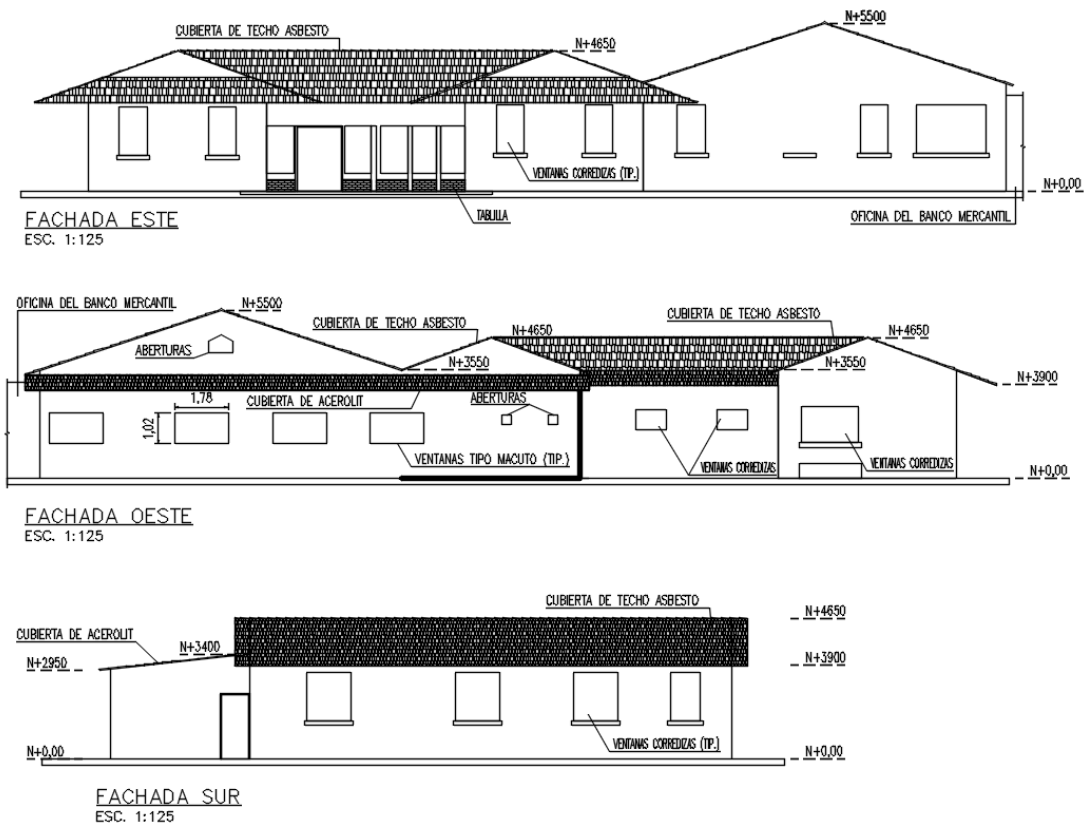 N+5500
CUBIERTA DE TECHO ASBESTO
N+4650
VENTANAS CORREDIZAS (TIP.)
N+0,00
TABLILLA
OFICINA DEL BANCO MERCANTIL
FACHADA ESTE
ESC. 1:125
OFICINA DEL BANCO MERCANTIL
N+5500
CUBIERTA DE TECHO ASBESTO
CUBIERTA DE TECHO ASBESTO
N+4650
N+4650
ABERTURAS
N+3550
N+3550
N+3900
1,78
CUBIERTA DE ACEROLIT
ABERTURAS
1,02
VENTANAS TIPO MACUTO (TIP.)
VENTANAS CORREDIZAS
VENTANAS CORREDIZAS
N+0,00
FACHADA OESTE
ESC. 1:125
CUBIERTA DE TECHO ASBESTO
N+4650
CUBIERTA DE ACEROLIT
N+3400
N+2950
N+3900
VENTANAS CORREDIZAS (TIP.)
N+0,00
N+0,00
FACHADA SUR
ESC. 1:125